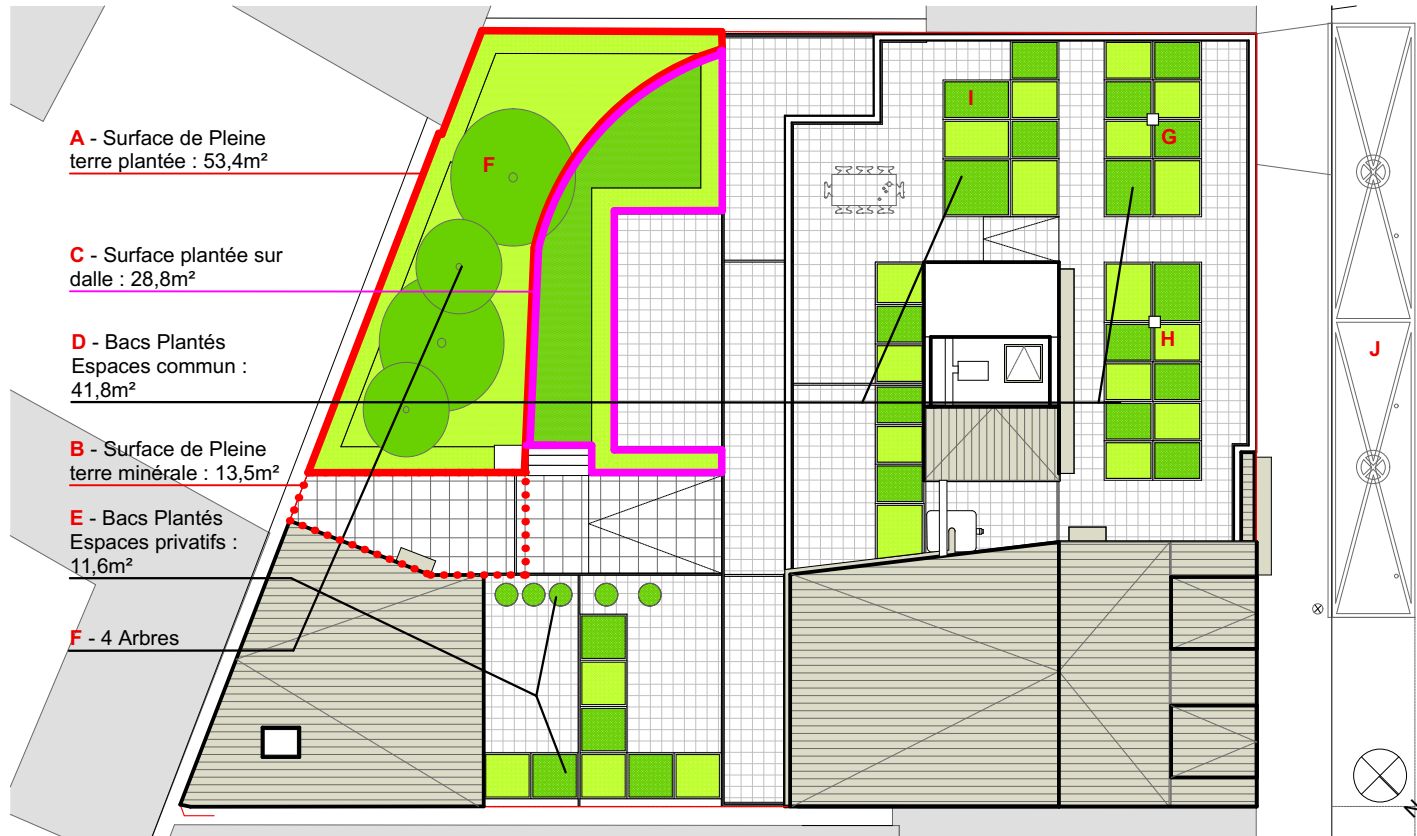 A - Surface de Pleine
terre plantée : 53,4m²
C - Surface plantée sur
dalle : 28,8m²
D - Bacs Plantés
Espaces commun :
41,8m²
B - Surface de Pleine
terre minérale : 13,5m²
E - Bacs Plantés
Espaces privatifs :
11,6m²
F - 4 Arbres
F
I
G
H
J
N